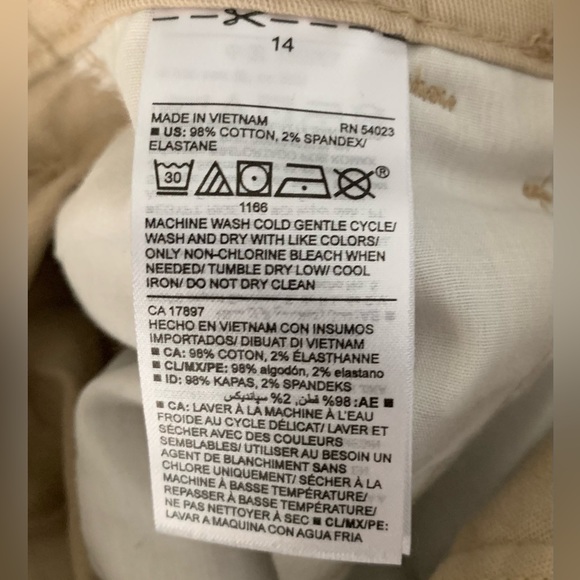 14
MADE IN VIETNAM RN 54023
■ US: 98% COTTON, 2% SPANDEX/
ELASTANE
30
®
1166
MACHINE WASH COLD GENTLE CYCLE/
WASH AND DRY WITH LIKE COLORS/
ONLY NON-CHLORINE BLEACH WHEN
NEEDED/ TUMBLE DRY LOW/ COOL
IRON/ DO NOT DRY CLEAN
CA 17897
HECHO EN VIETNAM CON INSUMOS
IMPORTADOS/ DIBUAT DI VIETNAM
■ CA: 98% COTON, 2% ÉLASTHANNE
■ CL/MX/PE: 98% algodón, 2% elastano
■ ID: 98% KAPAS, 2% SPANDEKS
■ AE: 98% قطن, 2% سباندیکس
■ CA: LAVER À LA MACHINE À L'EAU
FROIDE AU CYCLE DÉLICAT/ LAVER ET
SÉCHER AVEC DES COULEURS
SEMBLABLES/ UTILISER AU BESOIN UN
AGENT DE BLANCHIMENT SANS
CHLORE UNIQUEMENT/ SÉCHER À LA
MACHINE À BASSE TEMPÉRATURE/
REPASSER À BASSE TEMPÉRATURE/
NE PAS NETTOYER À SEC ■ CL/MX/PE:
LAVAR A MAQUINA CON AGUA FRIA